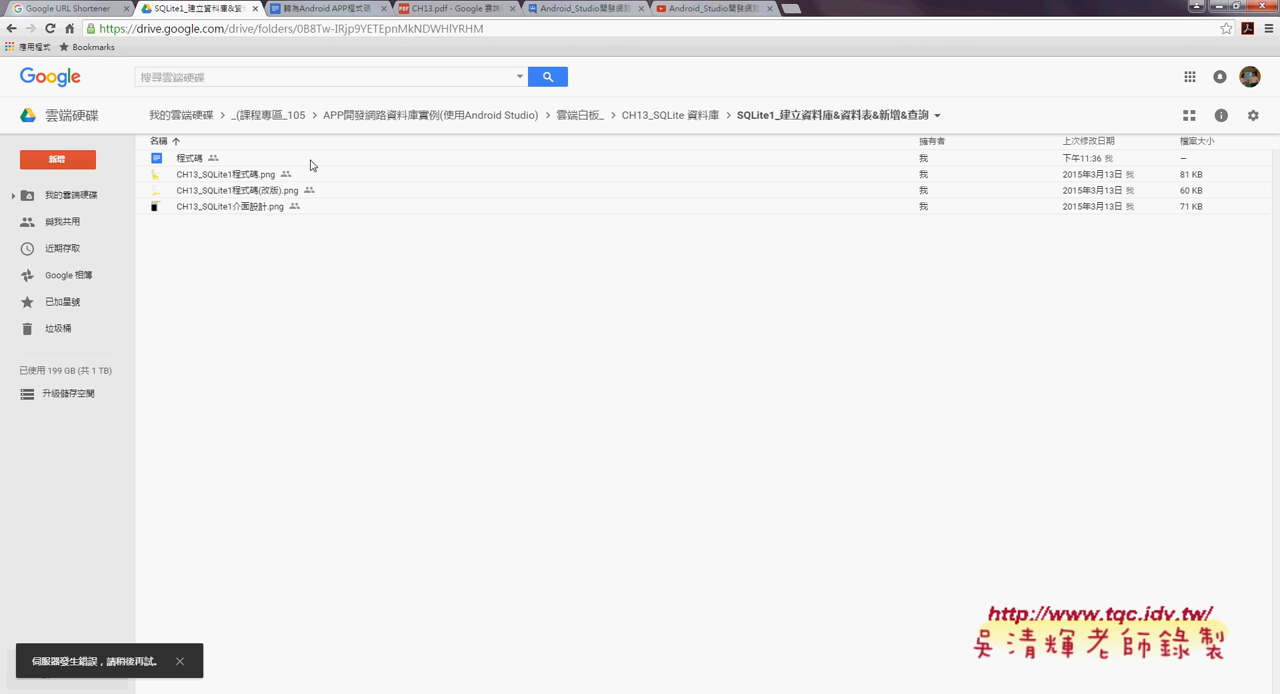 Google URL Shortener
SQLite1_建立資料庫&資
轉為Android APP程式碼
CH13.pdf - Google 雲端
Android_Studio開發網路
Android_Studio開發網路
https://drive.google.com/drive/folders/0B8Tw-IRjp9YETEpnMkNDWHlYRHM
應用程式
Bookmarks
Google
搜尋雲端硬碟
雲端硬碟
我的雲端硬碟 > _(課程專區_105 > APP開發網路資料庫實例(使用Android Studio) > 雲端白板_ > CH13_SQLite 資料庫 > SQLite1_建立資料庫&資料表&新增&查詢
名稱 擁有者 上次修改日期 檔案大小
新增
程式碼 我 下午11:36 我 –
CH13_SQLite1程式碼.png 我 2015年3月13日 我 81 KB
CH13_SQLite1程式碼(改版).png 我 2015年3月13日 我 60 KB
CH13_SQLite1介面設計.png 我 2015年3月13日 我 71 KB
我的雲端硬碟
與我共用
近期存取
Google 相簿
已加星號
垃圾桶
已使用 199 GB (共 1 TB)
升級儲存空間
http://www.tqc.idv.tw/
吳清輝老師錄製
伺服器發生錯誤，請稍後再試。